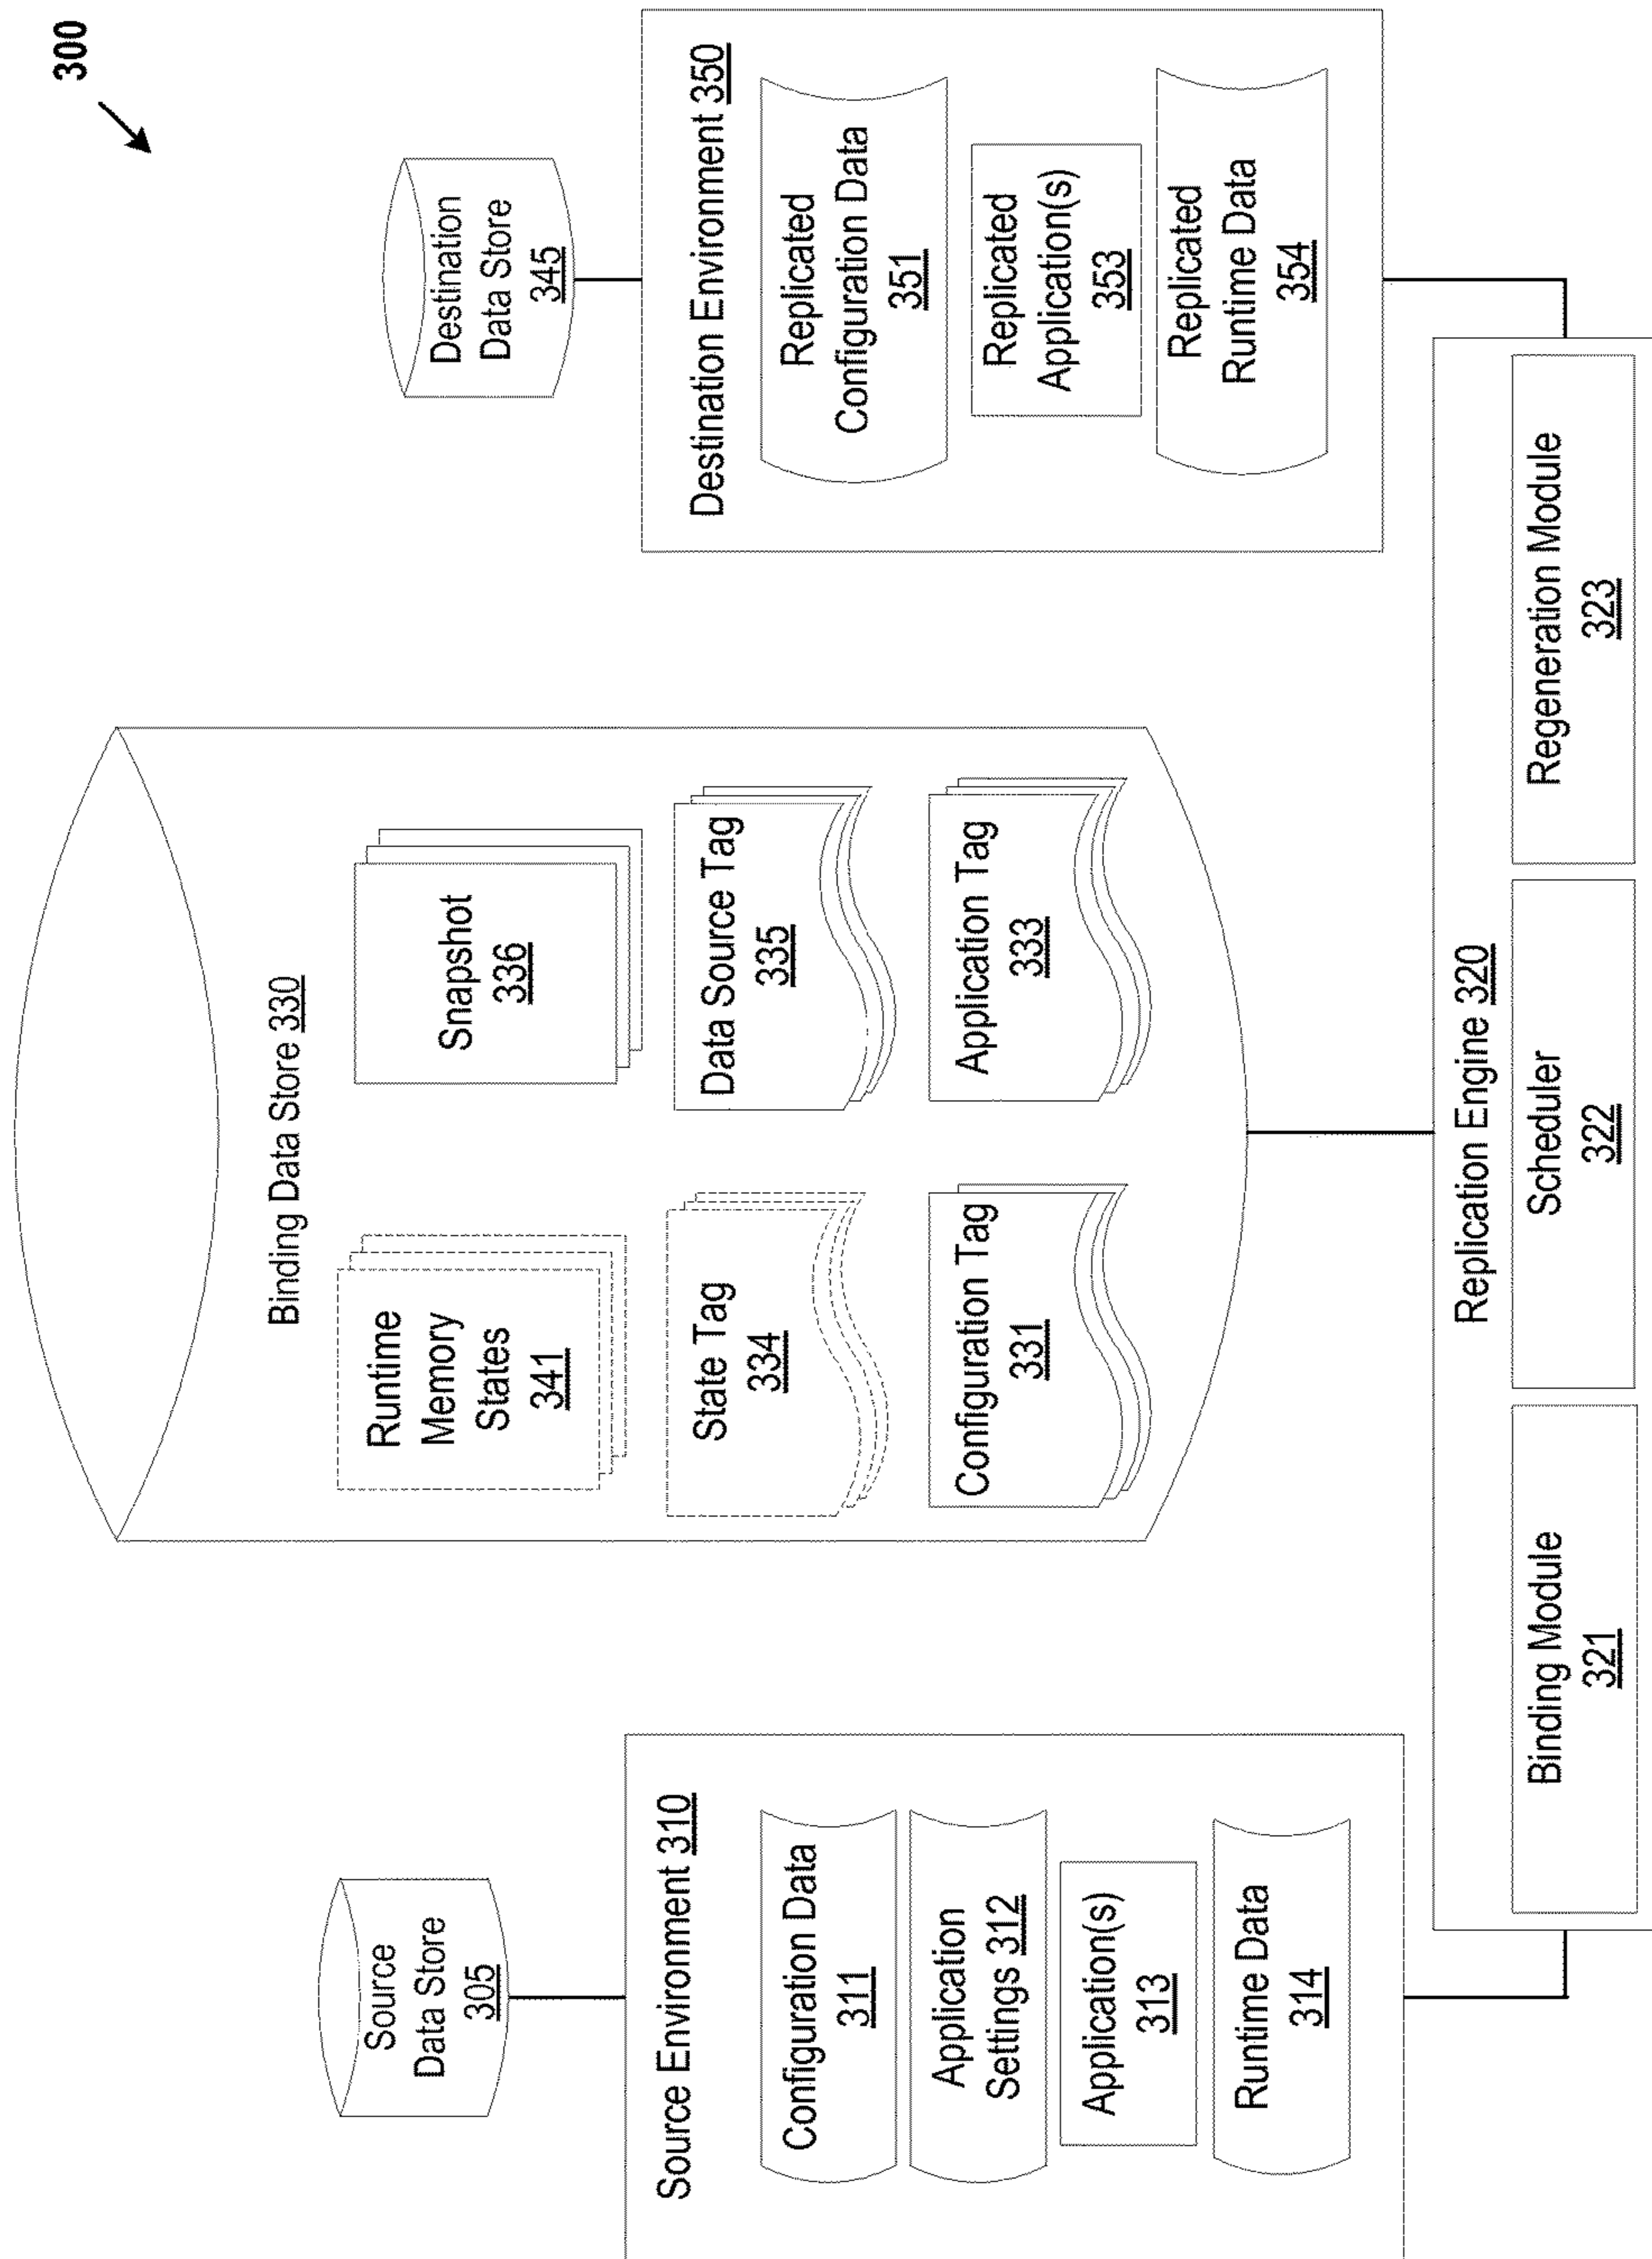 300
Source
Data Store
305
Source Environment 310
Configuration Data
311
Application
Settings 312
Application(s)
313
Runtime Data
314
Binding Data Store 330
Runtime
Memory
States
341
Snapshot
336
State Tag
334
Data Source Tag
335
Configuration Tag
331
Application Tag
333
Destination
Data Store
345
Destination Environment 350
Replicated
Configuration Data
351
Replicated
Application(s)
353
Replicated
Runtime Data
354
Replication Engine 320
Binding Module
321
Scheduler
322
Regeneration Module
323